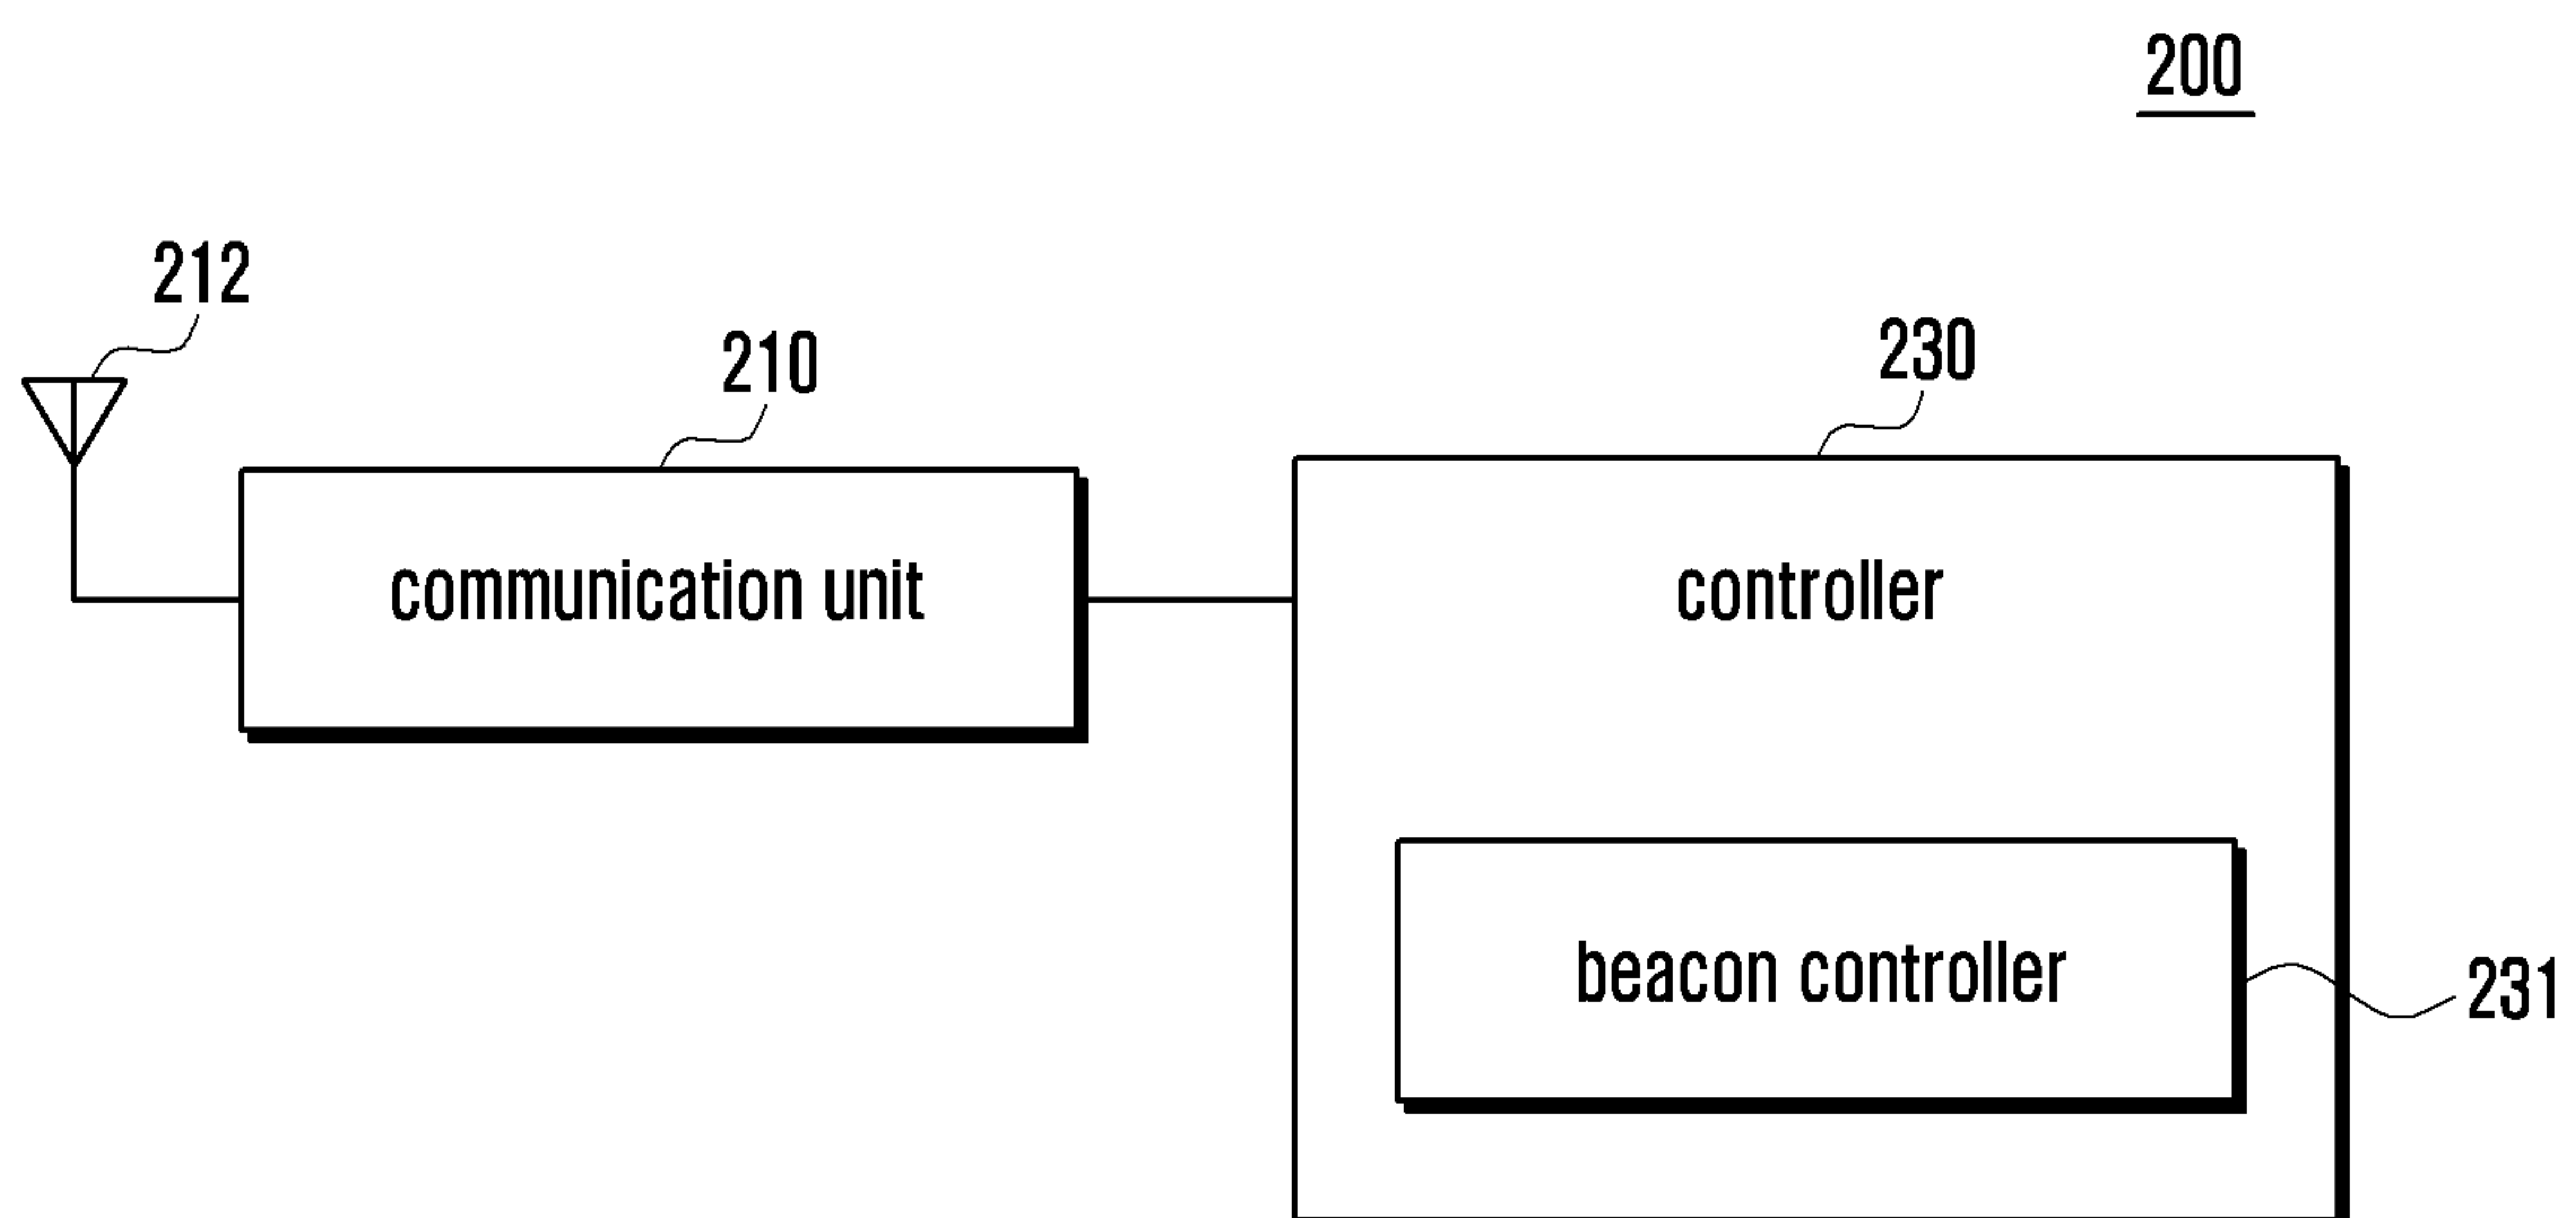 200
212
210
230
communication unit
controller
beacon controller
231